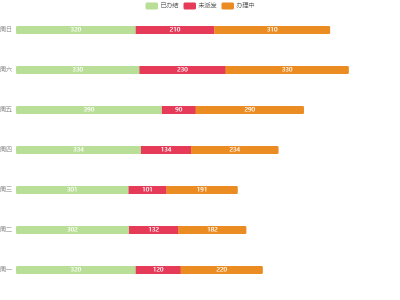 已办结 未派发 办理中
周日 320 210 310
周六 330 230 330
周五 390 90 290
周四 334 134 234
周三 301 101 191
周二 302 132 182
周一 320 120 220